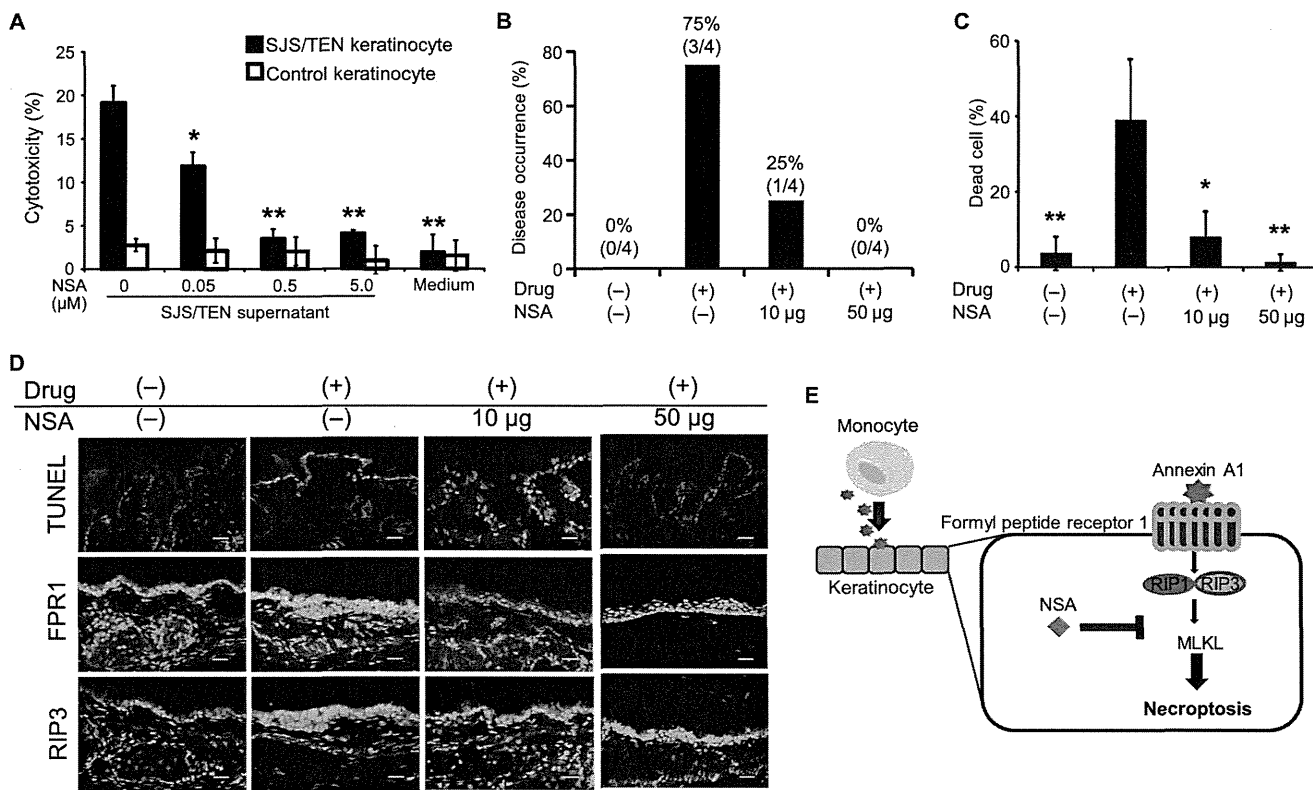 A
SJS/TEN keratinocyte
Control keratinocyte
Cytotoxicity (%)
25
20
15
10
5
0
*
**
**
**
NSA
(µM)
0
0.05
0.5
5.0
Medium
SJS/TEN supernatant
B
Disease occurrence (%)
80
60
40
20
0
0%
(0/4)
75%
(3/4)
25%
(1/4)
0%
(0/4)
Drug (–) (+) (+) (+)
NSA (–) (–) 10 µg 50 µg
C
Dead cell (%)
60
40
20
0
**
*
**
Drug (–) (+) (+) (+)
NSA (–) (–) 10 µg 50 µg
D
Drug (–) (+) (+) (+)
NSA (–) (–) 10 µg 50 µg
TUNEL
FPR1
RIP3
E
Monocyte
Annexin A1
Formyl peptide receptor 1
Keratinocyte
RIP1 RIP3
NSA
MLKL
Necroptosis